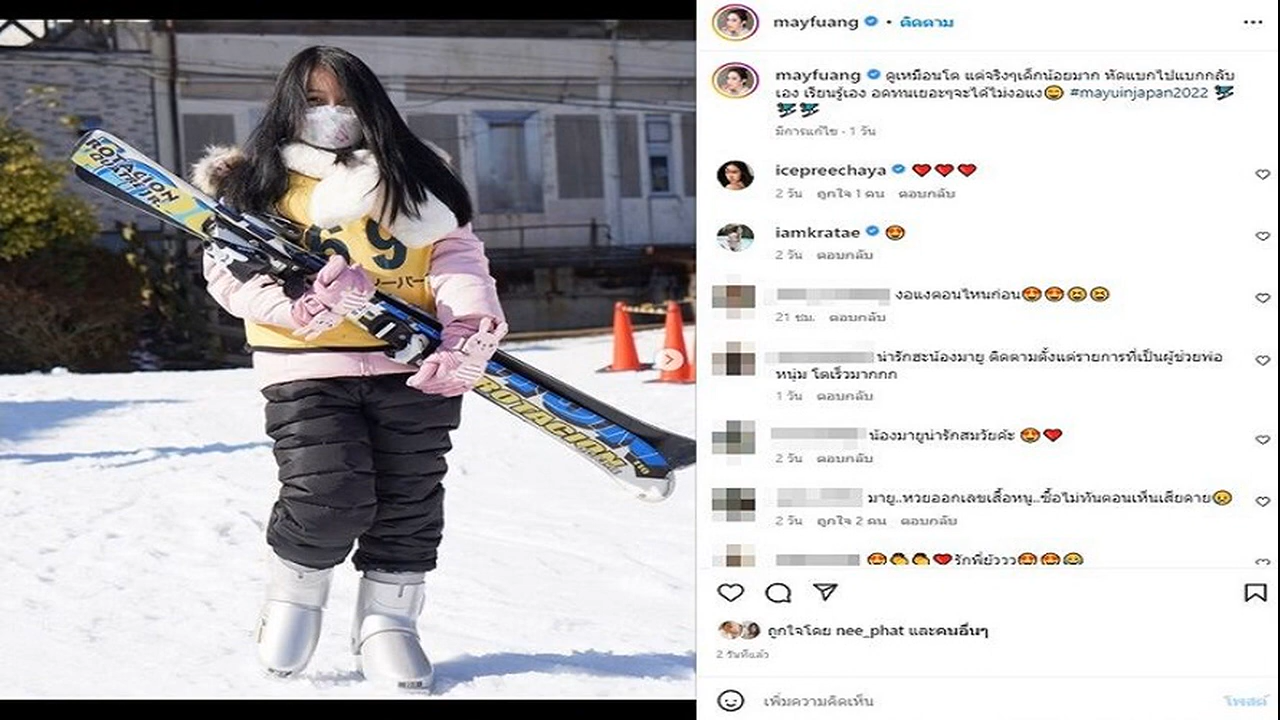 ROTACION
CRAZY JR.
69
ーバー
ROTACION
110
mayfuang • ติดตาม
mayfuang ดูเหมือนโต แต่จริงๆเด็กน้อยมาก หัดแบกไปแบกกลับ
เอง เรียนรู้เอง อดทนเยอะๆจะได้ไม่งอแง😄 #mayuinjapan2022 ⛷️
⛷️⛷️
มีการแก้ไข · 1 วัน
icepreechaya ❤️❤️❤️
2 วัน ถูกใจ 1 คน ตอบกลับ
iamkratae 😍
2 วัน ตอบกลับ
งอแงตอนไหนก่อน😍😍😆😆
21 ชม. ตอบกลับ
น่ารักฮะน้องมายู ติดตามตั้งแต่รายการที่เป็นผู้ช่วยพ่อ
หนุ่ม โตเร็วมากกก
1 วัน ตอบกลับ
น้องมายูน่ารักสมวัยค้ะ 😍❤️
2 วัน ตอบกลับ
มายู..หวยออกเลขเสื้อหนู..ซื้อไม่ทันตอนเห็นเสียดาย😢
2 วัน ถูกใจ 2 คน ตอบกลับ
รักพี่ยัวววว😍😍😂
ถูกใจโดย nee_phat และคนอื่นๆ
2 วันที่แล้ว
เพิ่มความคิดเห็น
โพสต์